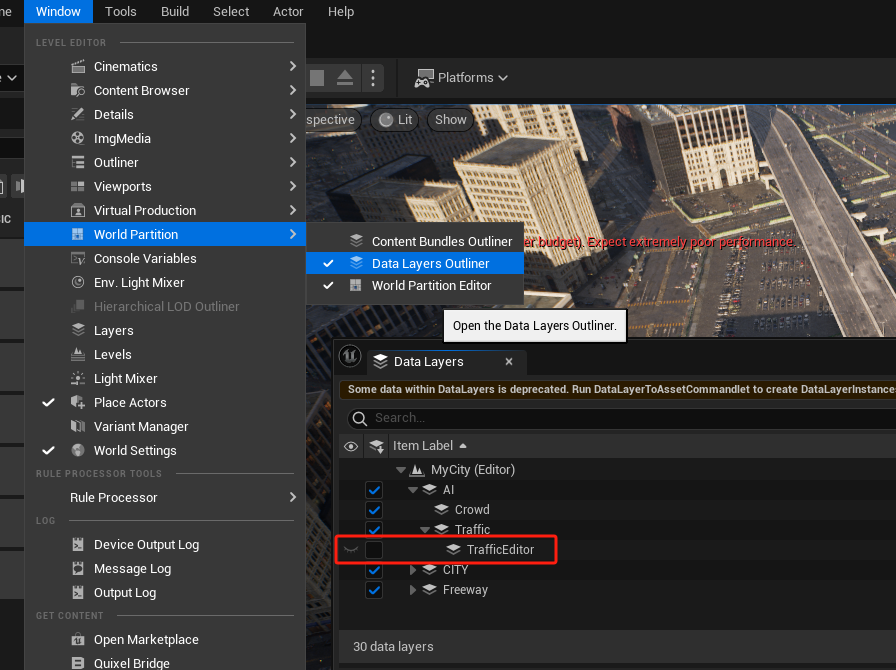 Window Tools Build Select Actor Help
LEVEL EDITOR
Cinematics
Content Browser
Details
ImgMedia
Outliner
Viewports
Virtual Production
World Partition
Console Variables
Env. Light Mixer
Hierarchical LOD Outliner
Layers
Levels
Light Mixer
Place Actors
Variant Manager
World Settings
RULE PROCESSOR TOOLS
Rule Processor
LOG
Device Output Log
Message Log
Output Log
GET CONTENT
Open Marketplace
Quixel Bridge
Platforms
spective Lit Show
Content Bundles Outliner
Data Layers Outliner
World Partition Editor
budget). Expect extremely poor performance.
Open the Data Layers Outliner.
Data Layers
Some data within DataLayers is deprecated. Run DataLayerToAssetCommandlet to create DataLayerInstances
Search...
Item Label
MyCity (Editor)
AI
Crowd
Traffic
TrafficEditor
CITY
Freeway
30 data layers